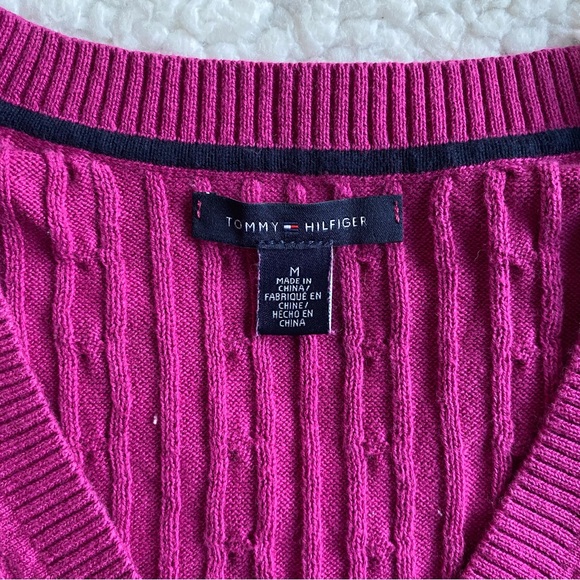 TOMMY HILFIGER
M
MADE IN
CHINA/
FABRIQUÉ EN
CHINE/
HECHO EN
CHINA